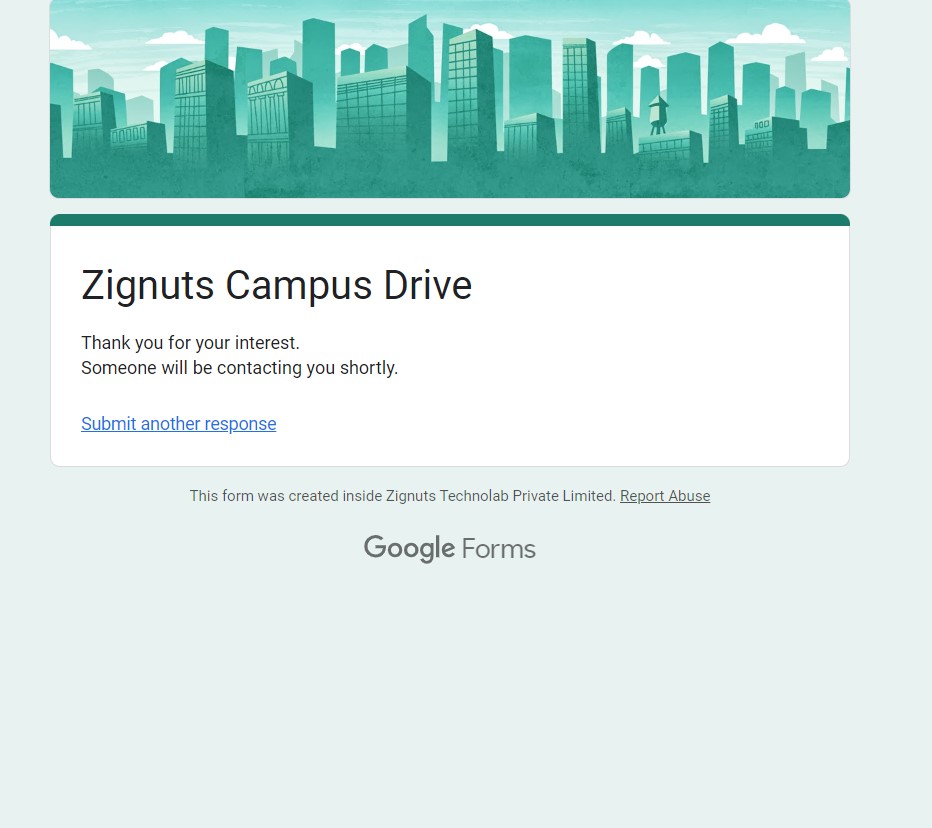 Zignuts Campus Drive
Thank you for your interest.
Someone will be contacting you shortly.
Submit another response
This form was created inside Zignuts Technolab Private Limited. Report Abuse
Google Forms